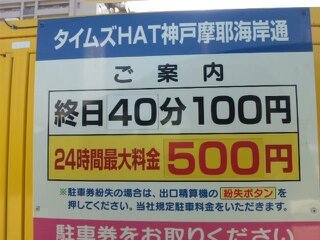 タイムズHAT神戸摩耶海岸通
ご案内
終日40分100円
24時間最大料金500円
※駐車券紛失の場合は、出口精算機の 紛失ボタン を
押してください。当社規定駐車料金をいただきます。
駐車券をお取りください